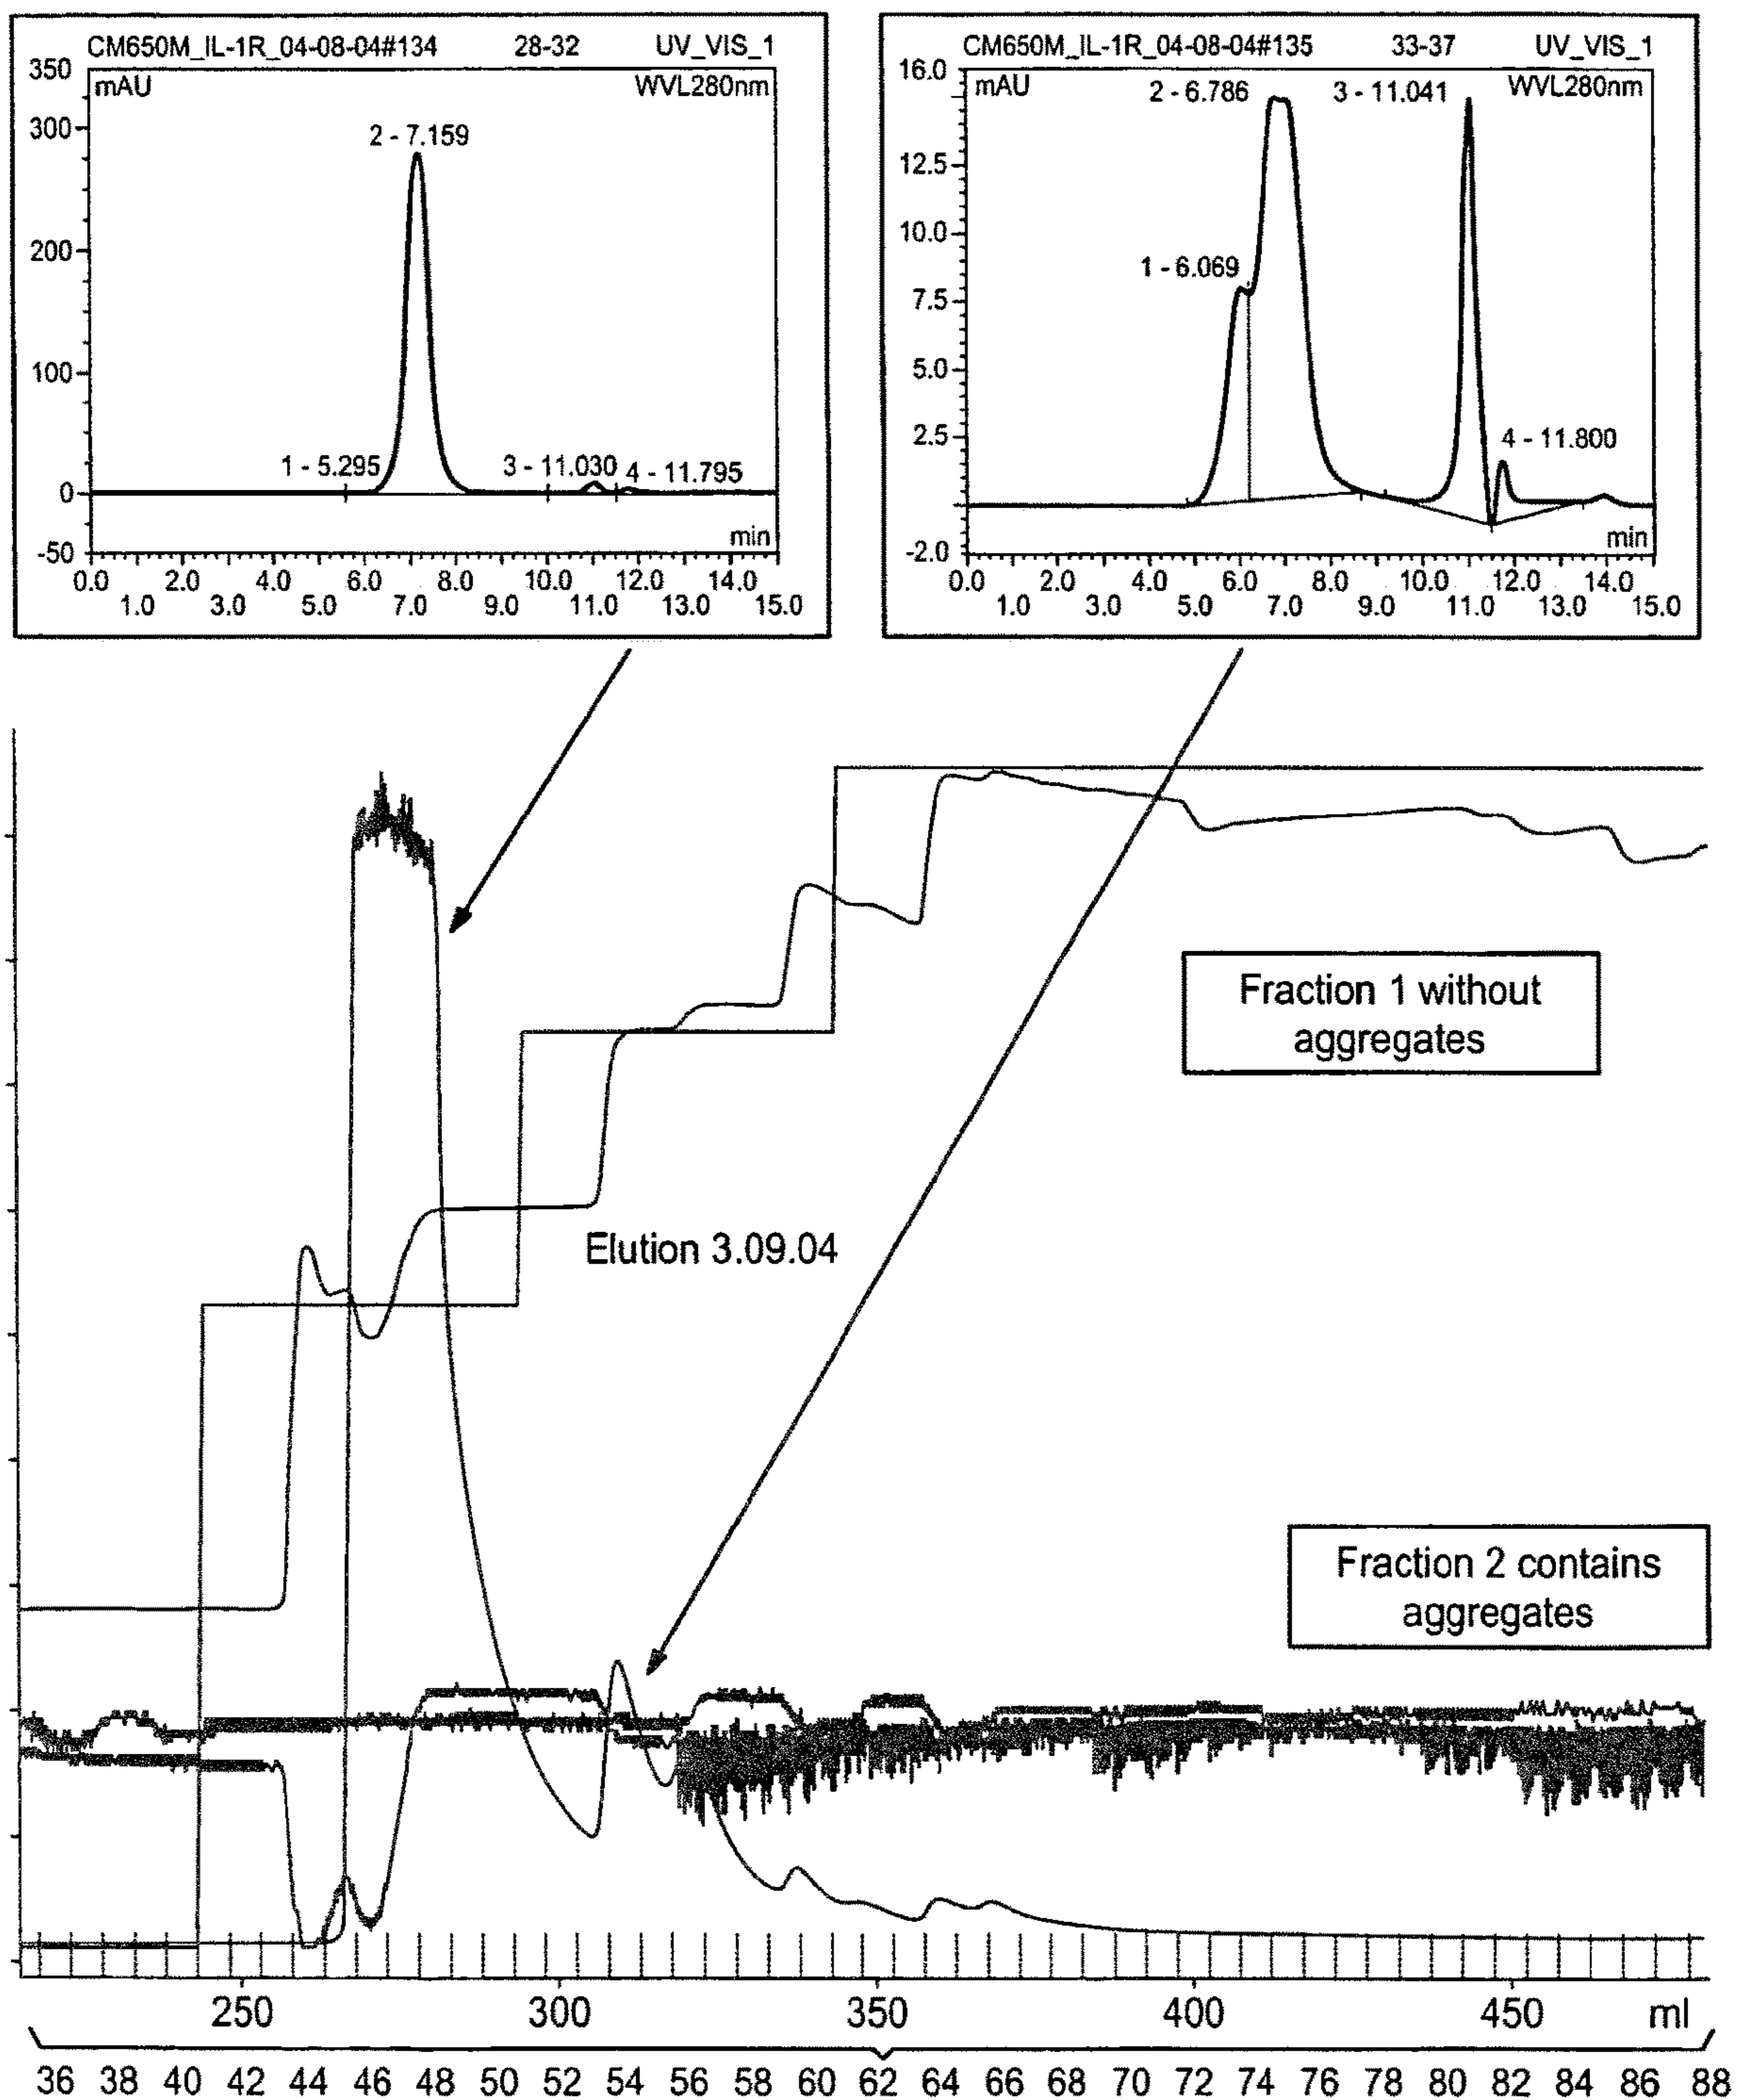 CM650M_IL-1R_04-08-04#134 28-32 UV_VIS_1
350 mAU WVL280nm
2 - 7.159
300
200
100
1 - 5.295 3 - 11.030 4 - 11.795
0
min
-50
0.0 2.0 4.0 6.0 8.0 10.0 12.0 14.0
1.0 3.0 5.0 7.0 9.0 11.0 13.0 15.0
CM650M_IL-1R_04-08-04#135 33-37 UV_VIS_1
16.0 mAU 2 - 6.786 3 - 11.041 WVL280nm
12.5
10.0
1 - 6.069
7.5
5.0
2.5
4 - 11.800
min
-2.0
0.0 2.0 4.0 6.0 8.0 10.0 12.0 14.0
1.0 3.0 5.0 7.0 9.0 11.0 13.0 15.0
Fraction 1 without
aggregates
Elution 3.09.04
Fraction 2 contains
aggregates
250 300 350 400 450 ml
36 38 40 42 44 46 48 50 52 54 56 58 60 62 64 66 68 70 72 74 76 78 80 82 84 86 88